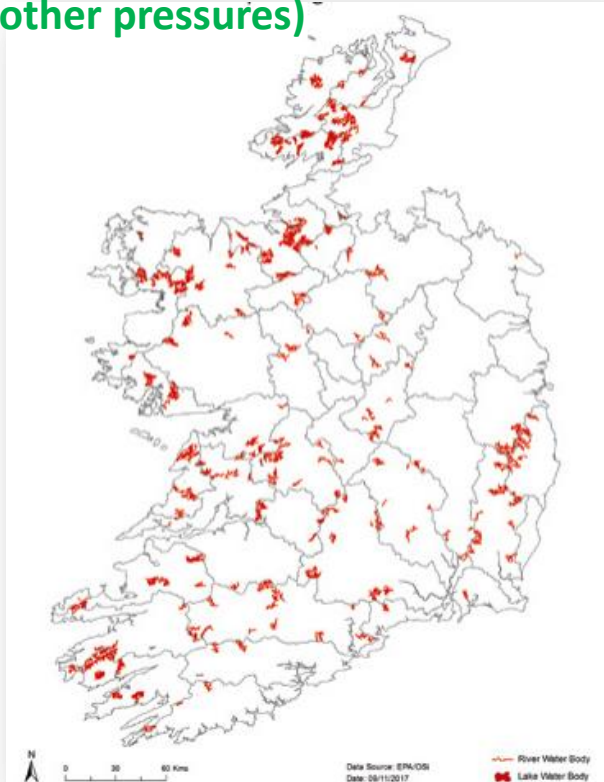 other pressures)
N
0 30 60 Kms
Data Source: EPA/OSi
Date: 09/11/2017
River Water Body
Lake Water Body